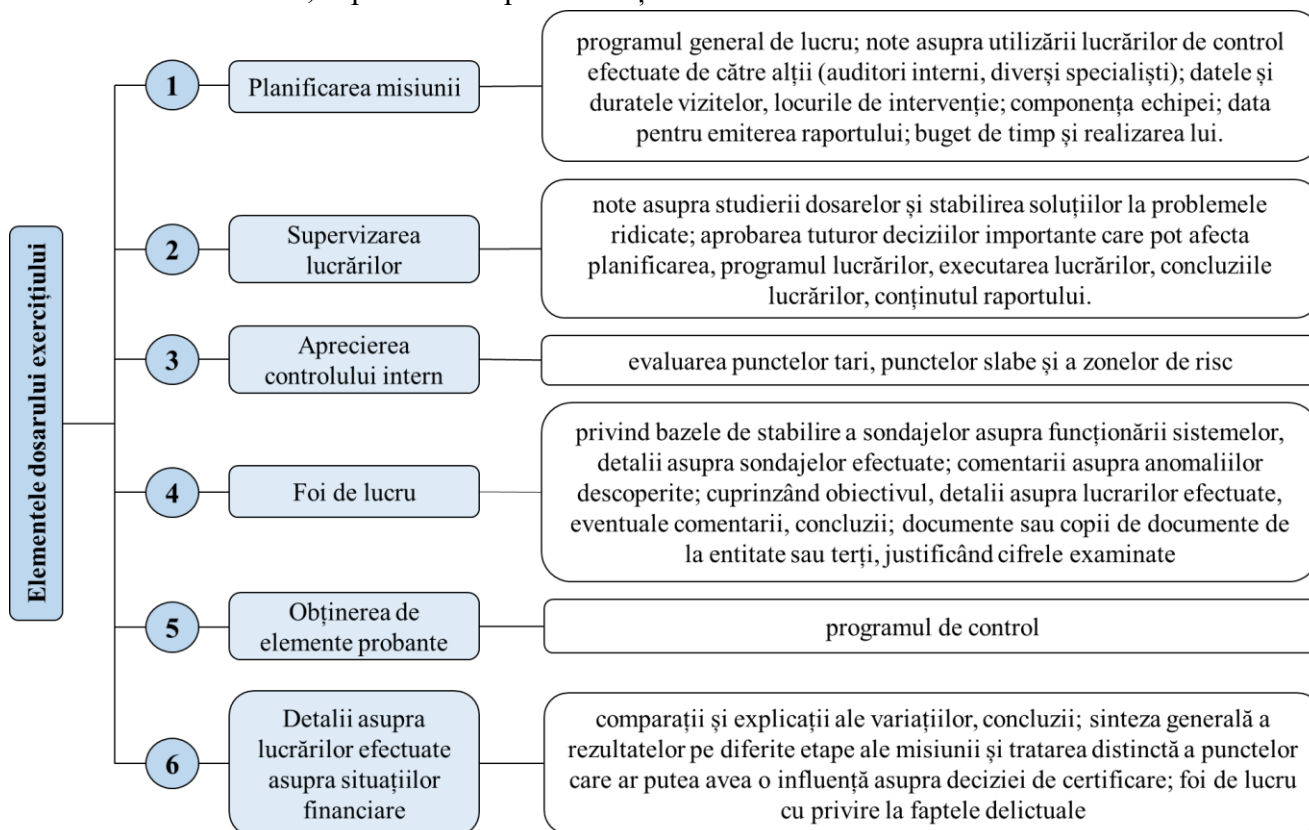 Elementele dosarului exercițiului
1
Planificarea misiunii
programul general de lucru; note asupra utilizării lucrărilor de control
efectuate de către alții (auditori interni, diverși specialiști); datele și
duratele vizitelor, locurile de intervenție; componența echipei; data
pentru emiterea raportului; buget de timp și realizarea lui.
2
Supervizarea
lucrărilor
note asupra studierii dosarelor și stabilirea soluțiilor la problemele
ridicate; aprobarea tuturor deciziilor importante care pot afecta
planificarea, programul lucrărilor, executarea lucrărilor, concluziile
lucrărilor, conținutul raportului.
3
Aprecierea
controlului intern
evaluarea punctelor tari, punctelor slabe și a zonelor de risc
4
Foi de lucru
privind bazele de stabilire a sondajelor asupra funcționării sistemelor,
detalii asupra sondajelor efectuate; comentarii asupra anomaliilor
descoperite; cuprinzând obiectivul, detalii asupra lucrarilor efectuate,
eventuale comentarii, concluzii; documente sau copii de documente de
la entitate sau terți, justificând cifrele examinate
5
Obținerea de
elemente probante
programul de control
6
Detalii asupra
lucrărilor efectuate
asupra situațiilor
financiare
comparații și explicații ale variațiilor, concluzii; sinteza generală a
rezultatelor pe diferite etape ale misiunii și tratarea distinctă a punctelor
care ar putea avea o influență asupra deciziei de certificare; foi de lucru
cu privire la faptele delictuale